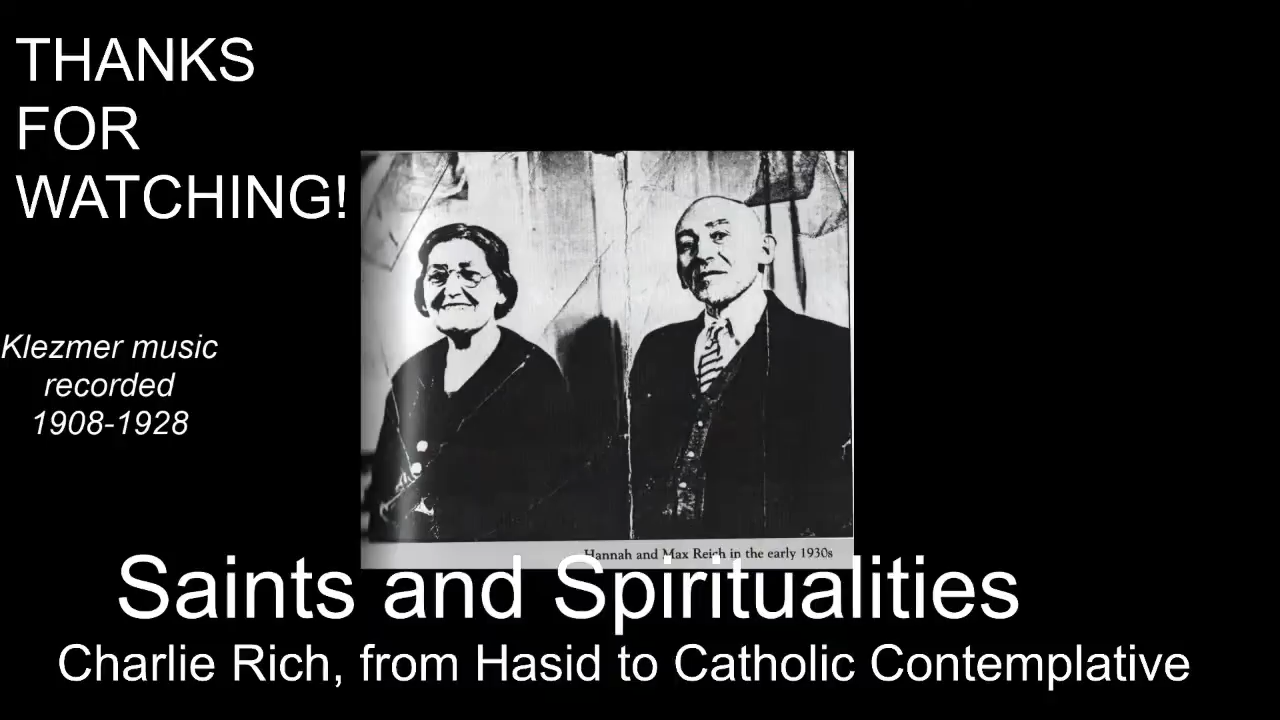 THANKS
FOR
WATCHING!
Klezmer music
recorded
1908-1928
Hannah and Max Reich in the early 1930s
Saints and Spiritualities
Charlie Rich, from Hasid to Catholic Contemplative